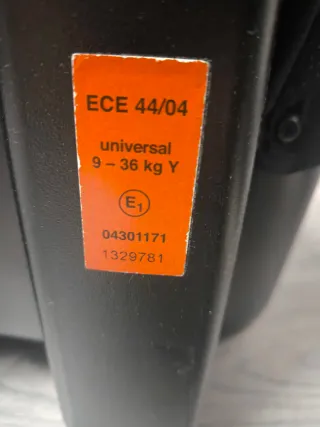 ECE 44/04
universal
9 – 36 kg Y
E1
04301171
1329781